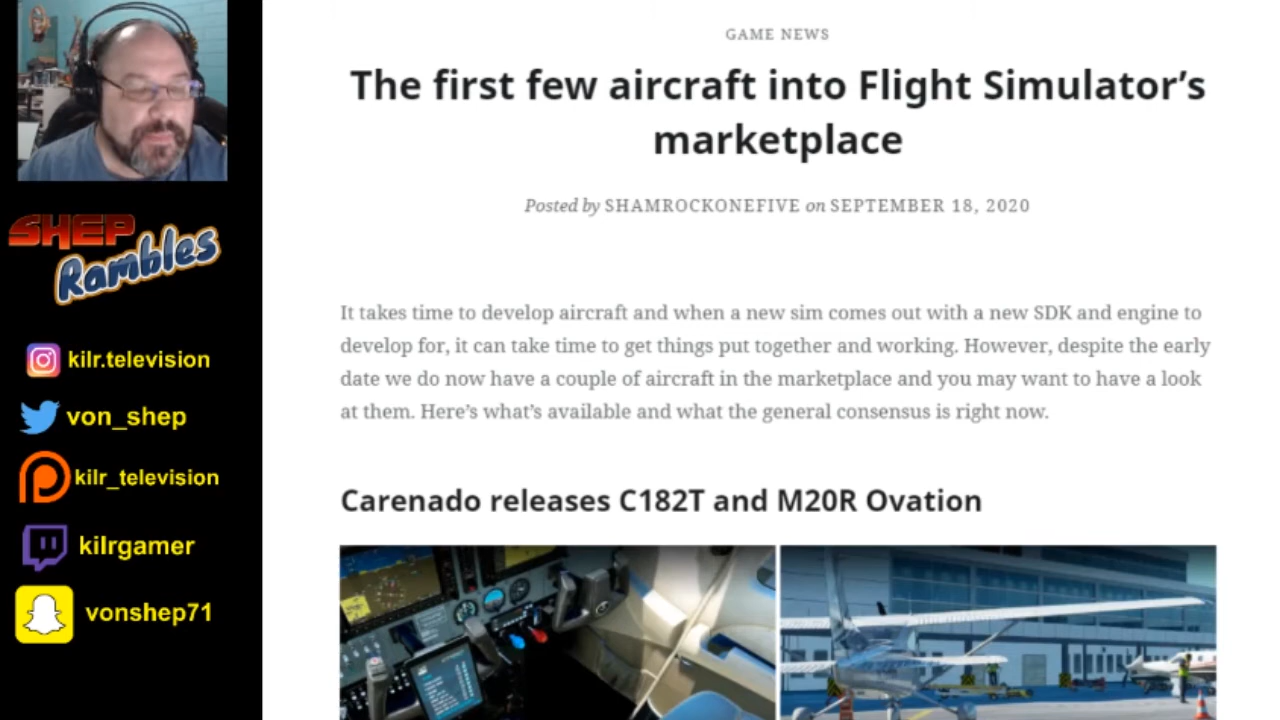 SHEP
Rambles
kilr.television
von_shep
kilr_television
kilrgamer
vonshep71
GAME NEWS
The first few aircraft into Flight Simulator’s
marketplace
Posted by SHAMROCKONEFIVE on SEPTEMBER 18, 2020
It takes time to develop aircraft and when a new sim comes out with a new SDK and engine to
develop for, it can take time to get things put together and working. However, despite the early
date we do now have a couple of aircraft in the marketplace and you may want to have a look
at them. Here’s what’s available and what the general consensus is right now.
Carenado releases C182T and M20R Ovation